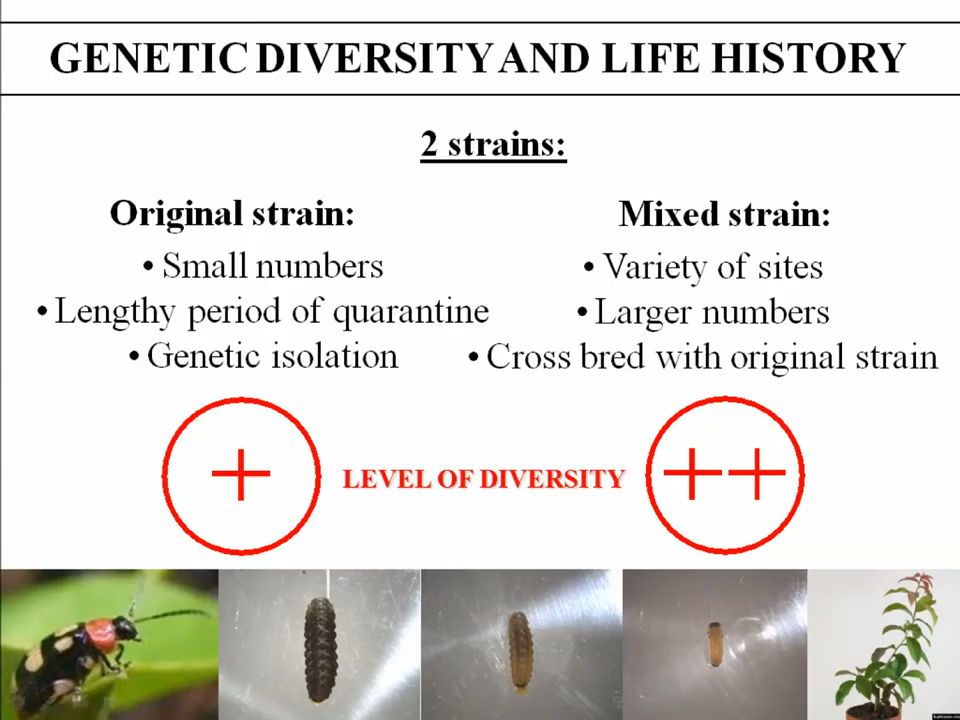 GENETIC DIVERSITY AND LIFE HISTORY
2 strains:
Original strain:
• Small numbers
• Lengthy period of quarantine
• Genetic isolation
Mixed strain:
• Variety of sites
• Larger numbers
• Cross bred with original strain
+ LEVEL OF DIVERSITY ++